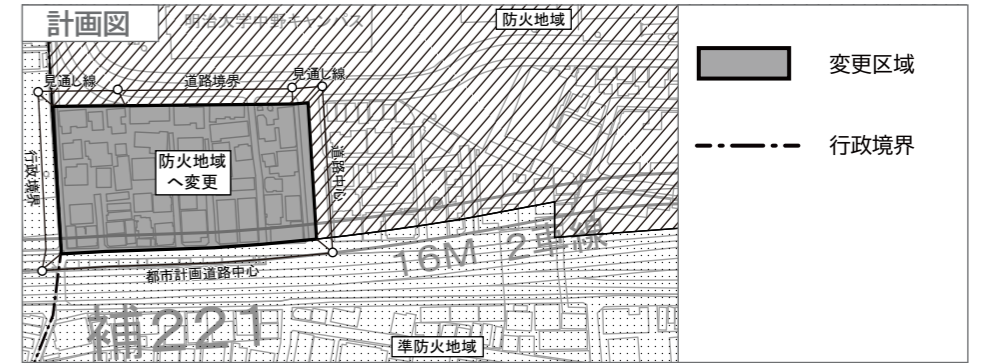 計画図
明治大学中野キャンパス
防火地域
見通し線
道路境界
見通し線
変更区域
行政境界
行政境界
防火地域
へ変更
道路中心
都市計画道路中心
16M 2車線
補221
準防火地域